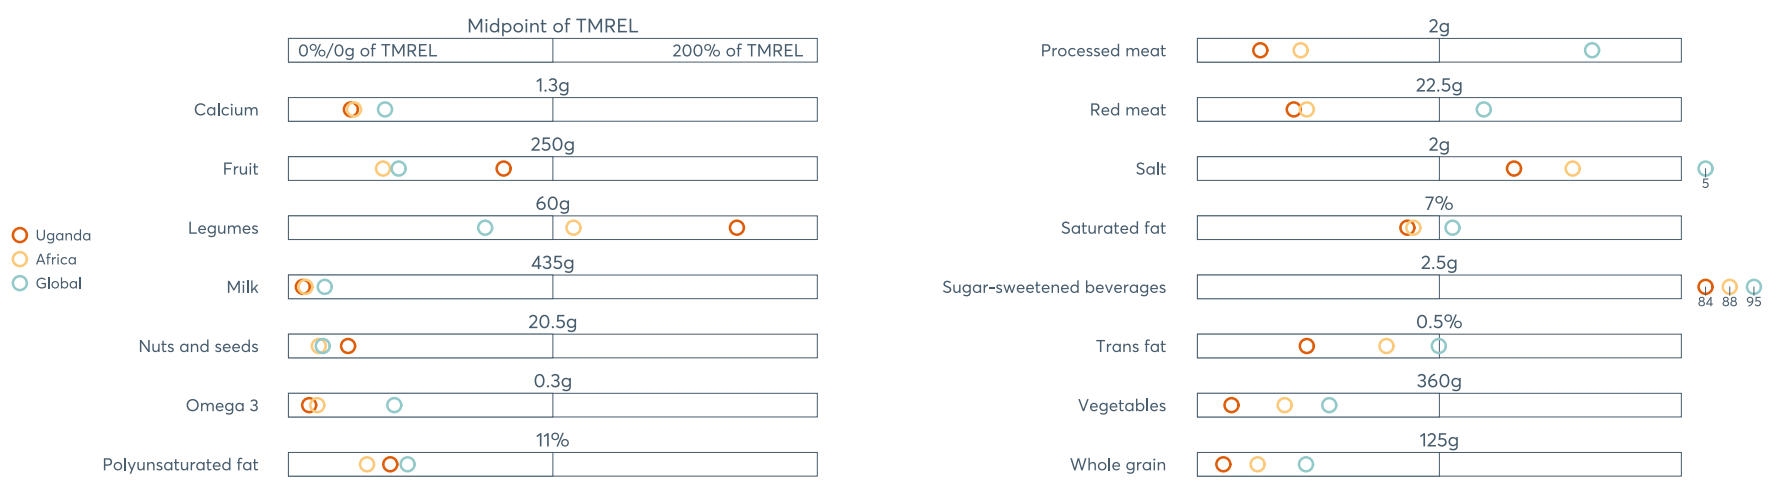 Midpoint of TMREL
0%/0g of TMREL 200% of TMREL
1.3g
Calcium
250g
Fruit
60g
Legumes
435g
Milk
20.5g
Nuts and seeds
0.3g
Omega 3
11%
Polyunsaturated fat
Uganda
Africa
Global
2g
Processed meat
22.5g
Red meat
2g
Salt
5
7%
Saturated fat
2.5g
Sugar-sweetened beverages
84 88 95
0.5%
Trans fat
360g
Vegetables
125g
Whole grain